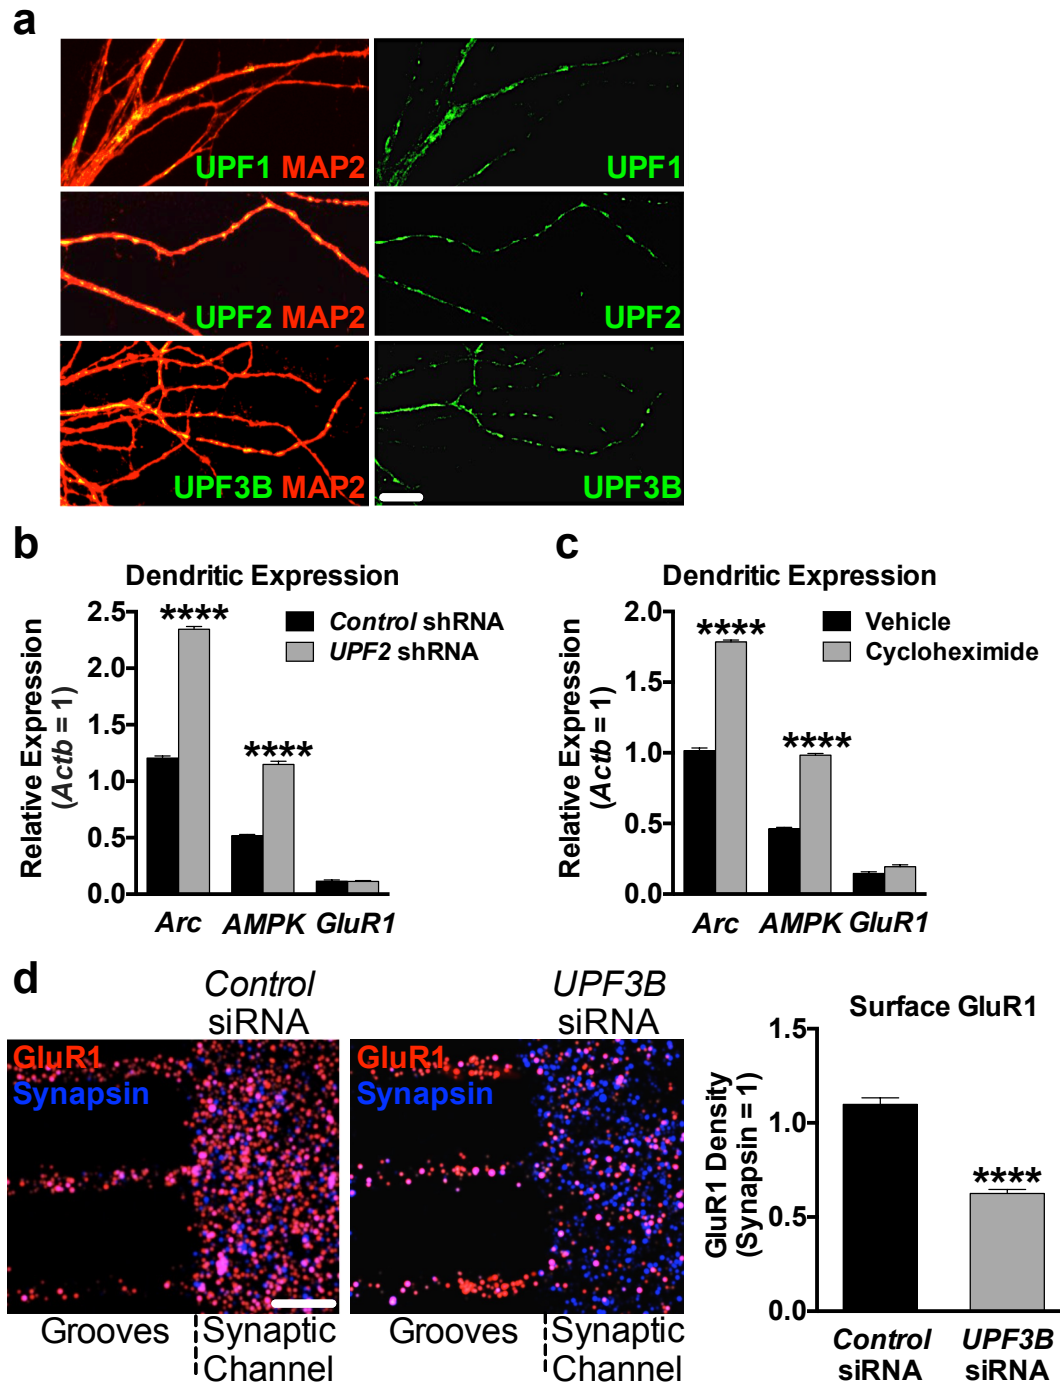 a
UPF1 MAP2
UPF1
UPF2 MAP2
UPF2
UPF3B MAP2
UPF3B
b
Dendritic Expression
Relative Expression
(Actb = 1)
2.5
2.0
1.5
1.0
0.5
0.0
****
****
Control shRNA
UPF2 shRNA
Arc AMPK GluR1
c
Dendritic Expression
Relative Expression
(Actb = 1)
2.0
1.5
1.0
0.5
0.0
****
****
Vehicle
Cycloheximide
Arc AMPK GluR1
d
Control
siRNA
GluR1
Synapsin
Grooves
Synaptic
Channel
UPF3B
siRNA
GluR1
Synapsin
Grooves
Synaptic
Channel
Surface GluR1
GluR1 Density
(Synapsin = 1)
1.5
1.0
0.5
0.0
****
Control
siRNA
UPF3B
siRNA